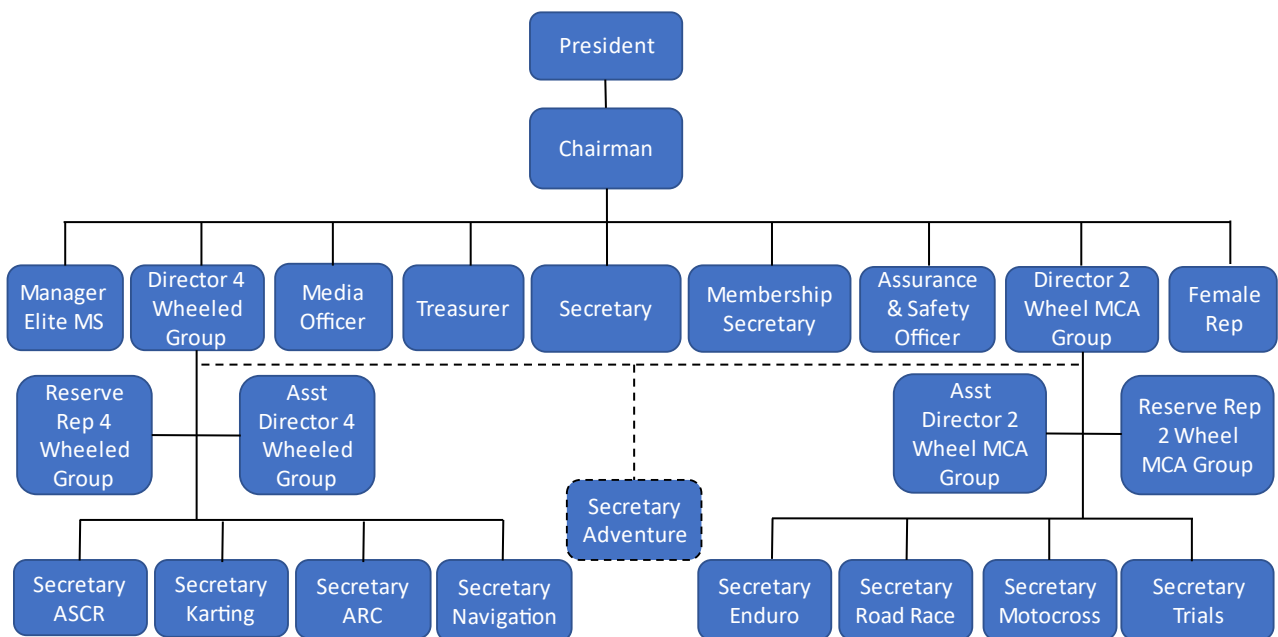 President
Chairman
Manager
Elite MS
Director 4
Wheeled
Group
Media
Officer
Treasurer
Secretary
Membership
Secretary
Assurance
& Safety
Officer
Director 2
Wheel MCA
Group
Female
Rep
Reserve
Rep 4
Wheeled
Group
Asst
Director 4
Wheeled
Group
Asst
Director 2
Wheel MCA
Group
Reserve Rep
2 Wheel
MCA Group
Secretary
Adventure
Secretary
ASCR
Secretary
Karting
Secretary
ARC
Secretary
Navigation
Secretary
Enduro
Secretary
Road Race
Secretary
Motocross
Secretary
Trials